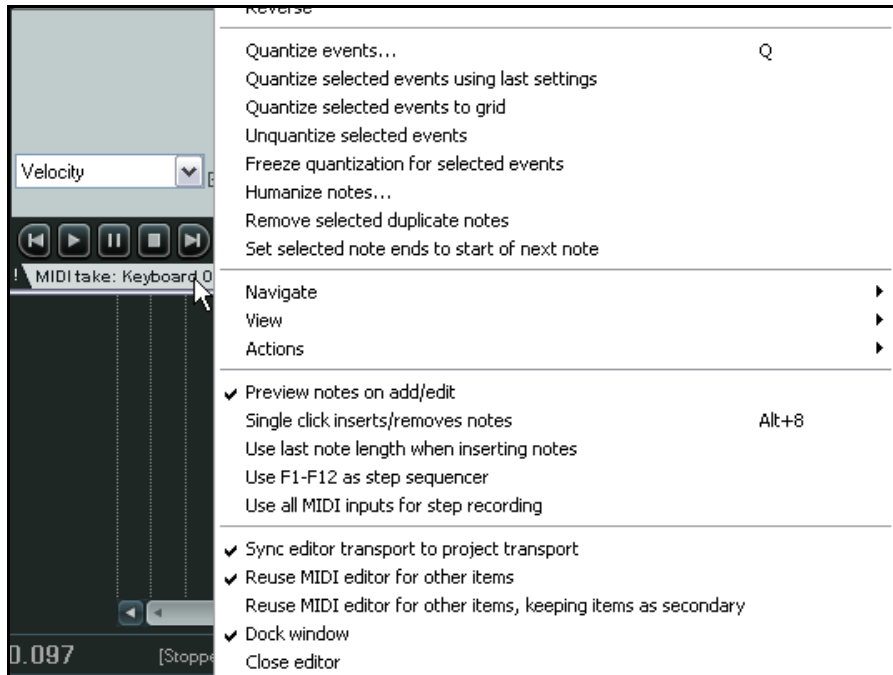 Reverse
Quantize events... Q
Quantize selected events using last settings
Quantize selected events to grid
Unquantize selected events
Freeze quantization for selected events
Velocity
Humanize notes...
Remove selected duplicate notes
Set selected note ends to start of next note
! MIDI take: Keyboard 0
Navigate
View
Actions
Preview notes on add/edit
Single click inserts/removes notes Alt+8
Use last note length when inserting notes
Use F1-F12 as step sequencer
Use all MIDI inputs for step recording
Sync editor transport to project transport
Reuse MIDI editor for other items
Reuse MIDI editor for other items, keeping items as secondary
Dock window
0.097 [Stoppe
Close editor